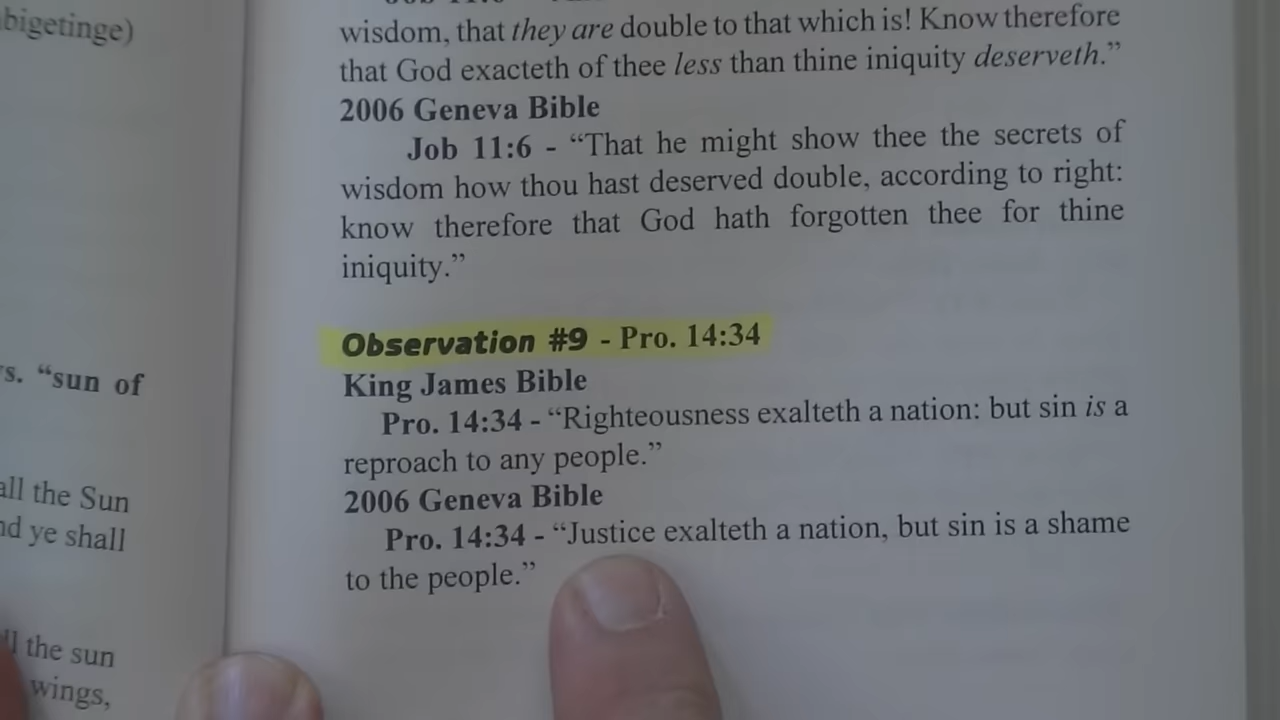 bigetinge)
s. “sun of
all the Sun
ye shall
the sun
wings,
wisdom, that they are double to that which is! Know therefore
that God exacteth of thee less than thine iniquity deserveth.”
2006 Geneva Bible
Job 11:6 - “That he might show thee the secrets of
wisdom how thou hast deserved double, according to right:
know therefore that God hath forgotten thee for thine
iniquity.”
Observation #9 - Pro. 14:34
King James Bible
Pro. 14:34 - “Righteousness exalteth a nation: but sin is a
reproach to any people.”
2006 Geneva Bible
Pro. 14:34 - “Justice exalteth a nation, but sin is a shame
to the people.”